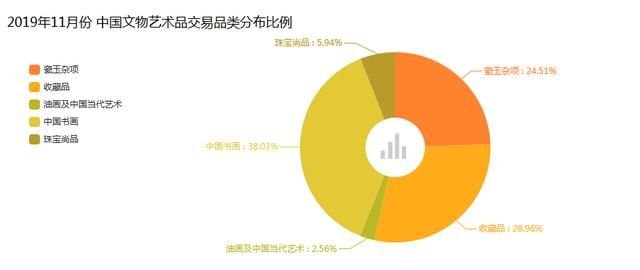 2019年11月份 中国文物艺术品交易品类分布比例
瓷玉杂项
收藏品
油画及中国当代艺术
中国书画
珠宝尚品
珠宝尚品 : 5.94%
瓷玉杂项 : 24.51%
中国书画 : 38.03%
收藏品 : 28.96%
油画及中国当代艺术 : 2.56%